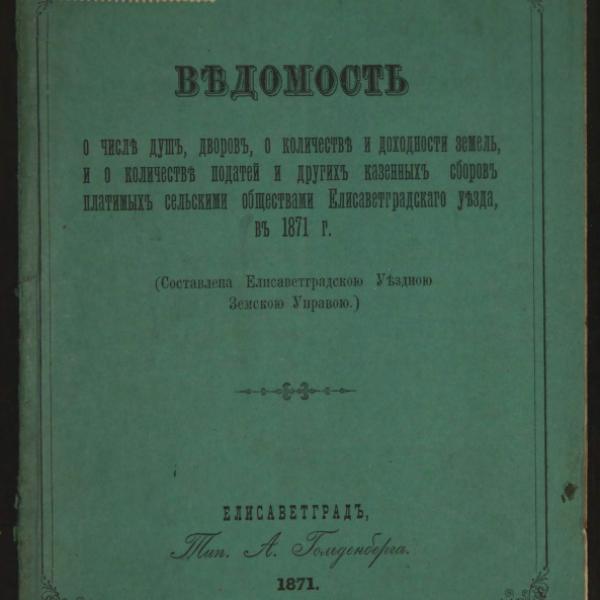 ВѢДОМОСТЬ
о числѣ душъ, дворовъ, о количествѣ и доходности земель,
и о количествѣ податей и другихъ казенныхъ сборовъ
платимыхъ сельскими обществами Елисаветградскаго уѣзда,
въ 1871 г.
(Составлена Елисаветградскою Уѣздною
Земскою Управою.)
ЕЛИСАВЕТГРАДЪ,
Тип. А. Гольденберга.
1871.